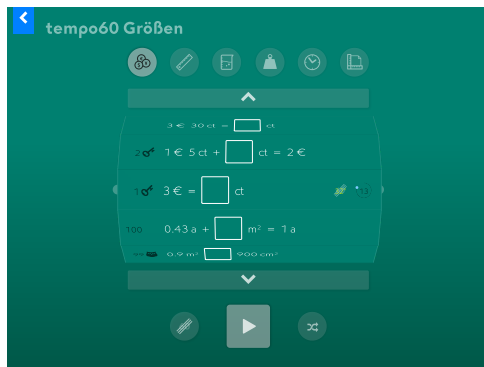 tempo60 Größen
3 € 30 ct = ct
2 1 € 5 ct + ct = 2 €
1 3 € = ct
100 0.43 a + m² = 1 a
0.9 m² 900 cm²